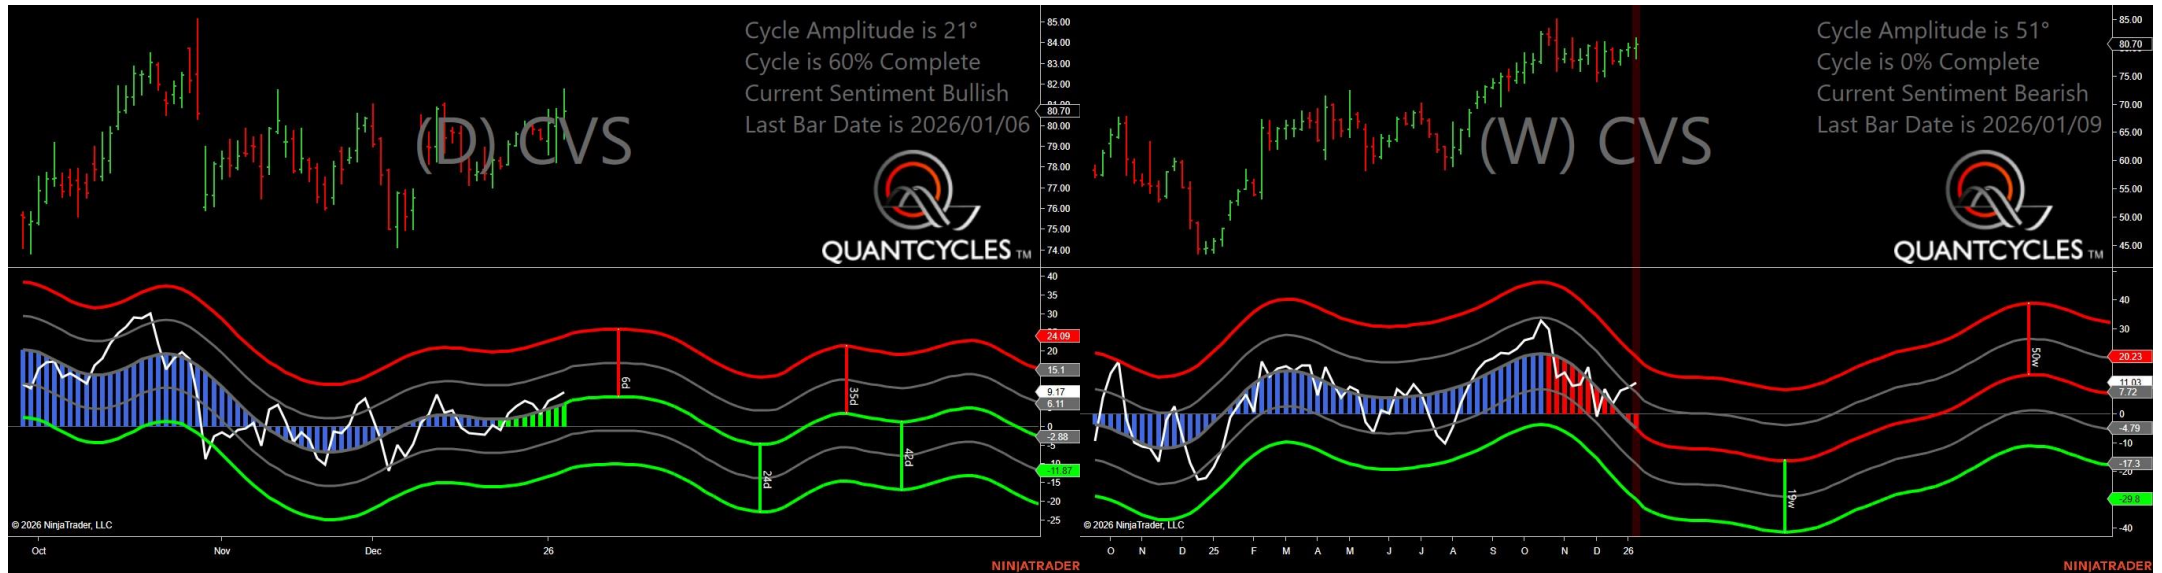 Cycle Amplitude is 21°
Cycle is 60% Complete
Current Sentiment Bullish
Last Bar Date is 2026/01/06
(D) CVS
QUANTCYCLES TM
85.00
84.00
83.00
82.00
81.00
80.70
80.00
79.00
78.00
77.00
76.00
75.00
74.00
40
35
30
24.09
20
15.1
9.17
6.11
0
-2.88
-5
-10
-11.87
-15
-20
-25
6d
24d
35d
42d
© 2026 NinjaTrader, LLC
Oct Nov Dec 26
NINJATRADER
Cycle Amplitude is 51°
Cycle is 0% Complete
Current Sentiment Bearish
Last Bar Date is 2026/01/09
(W) CVS
QUANTCYCLES TM
85.00
80.70
75.00
70.00
65.00
60.00
55.00
50.00
45.00
40
30
20.23
11.03
7.72
0
-4.79
-10
-17.3
-20
-29.8
-40
19w
50w
© 2026 NinjaTrader, LLC
O N D 25 F M A M J J A S O N D 26
NINJATRADER